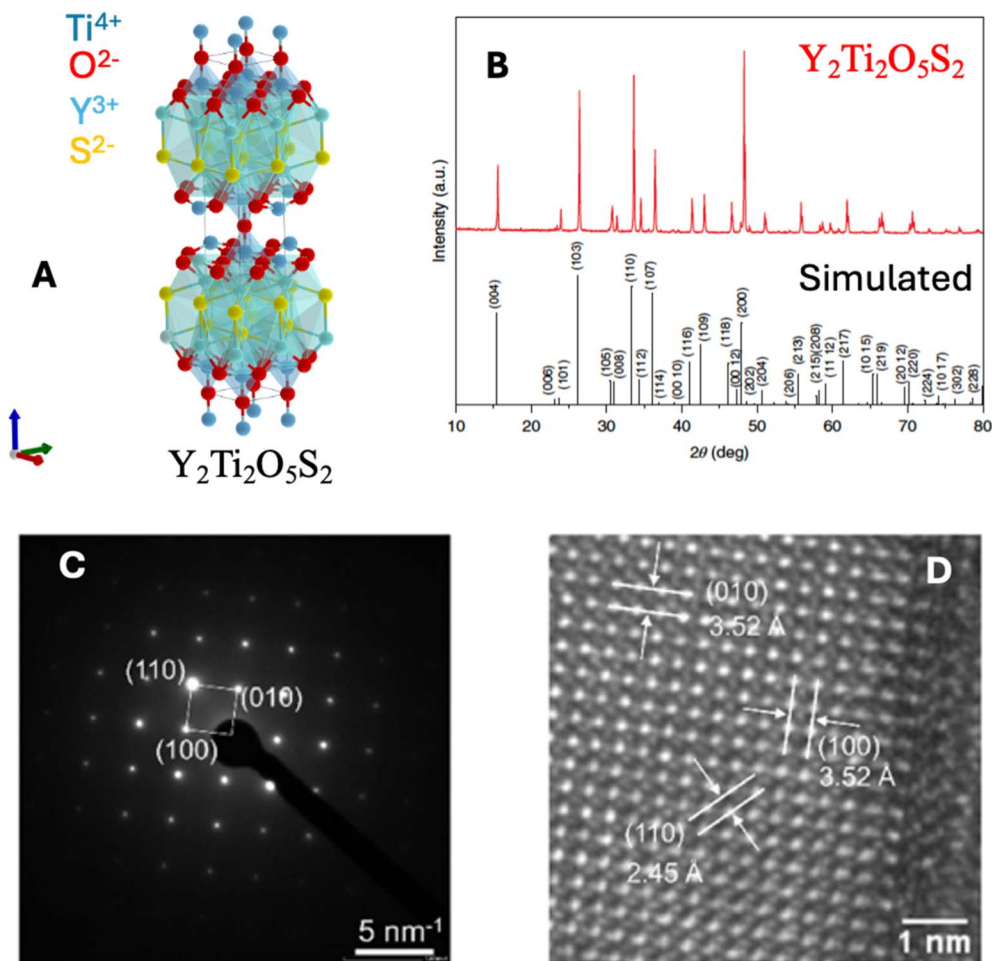 Ti4+
O2-
Y3+
S2-
A
Y2Ti2O5S2
B
Y2Ti2O5S2
Intensity (a.u.)
Simulated
(004)
(006)
(101)
(103)
(105)
(008)
(110)
(112)
(107)
(114)
(00 10)
(116)
(109)
(118)
(00 12)
(200)
(202)
(204)
(206)
(213)
(215)(208)
(11 12)
(217)
(10 15)
(219)
(20 12)
(220)
(224)
(10 17)
(302)
(228)
10 20 30 40 50 60 70 80
2θ (deg)
C
(110)
(010)
(100)
5 nm-1
D
(010)
3.52 Å
(100)
3.52 Å
(110)
2.45 Å
1 nm